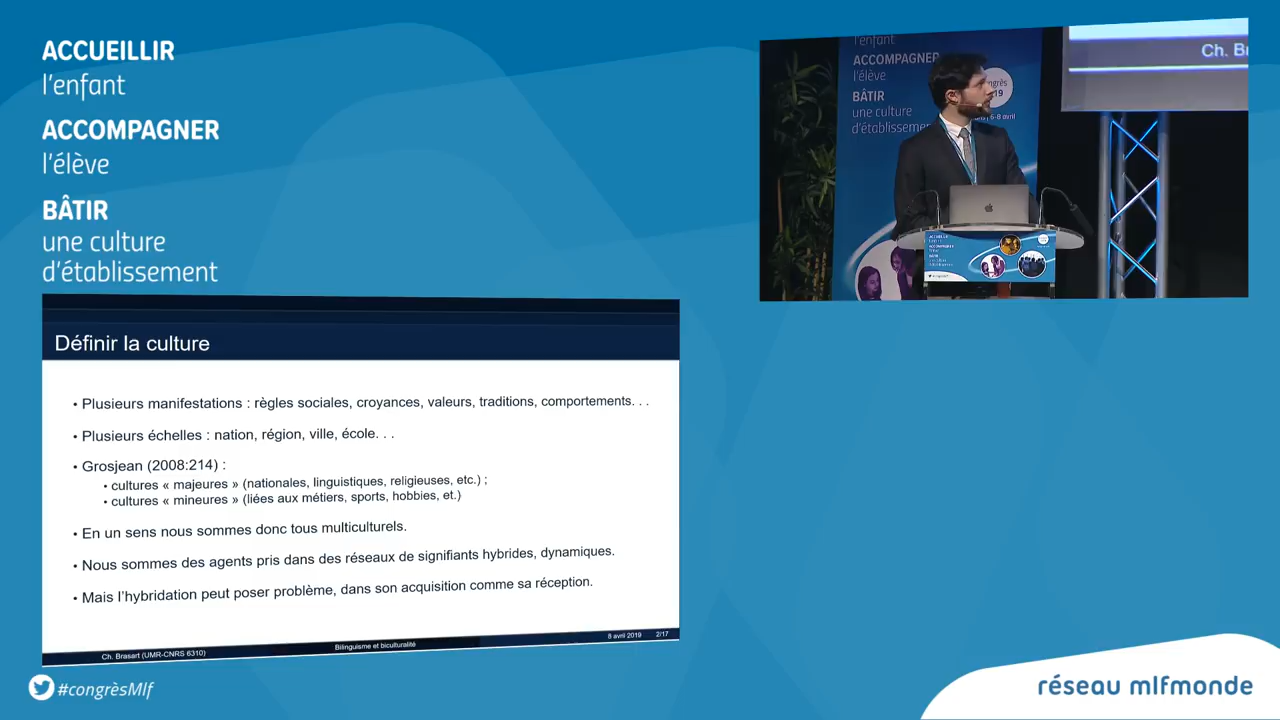 ACCUEILLIR
l'enfant
ACCOMPAGNER
l'élève
BÂTIR
une culture
d'établissement
l'enfant
ACCOMPAGNER
l'élève
BÂTIR
une culture
d'établissement
6-8 avril
Ch. B
Définir la culture
• Plusieurs manifestations : règles sociales, croyances, valeurs, traditions, comportements. . .
• Plusieurs échelles : nation, région, ville, école. . .
• Grosjean (2008:214) :
• cultures « majeures » (nationales, linguistiques, religieuses, etc.) ;
• cultures « mineures » (liées aux métiers, sports, hobbies, et.)
• En un sens nous sommes donc tous multiculturels.
• Nous sommes des agents pris dans des réseaux de signifiants hybrides, dynamiques.
• Mais l'hybridation peut poser problème, dans son acquisition comme sa réception.
Ch. Brasart (UMR-CNRS 6310)
Bilinguisme et biculturalité
8 avril 2019 2/17
#congrèsMlf
réseau mlfmonde